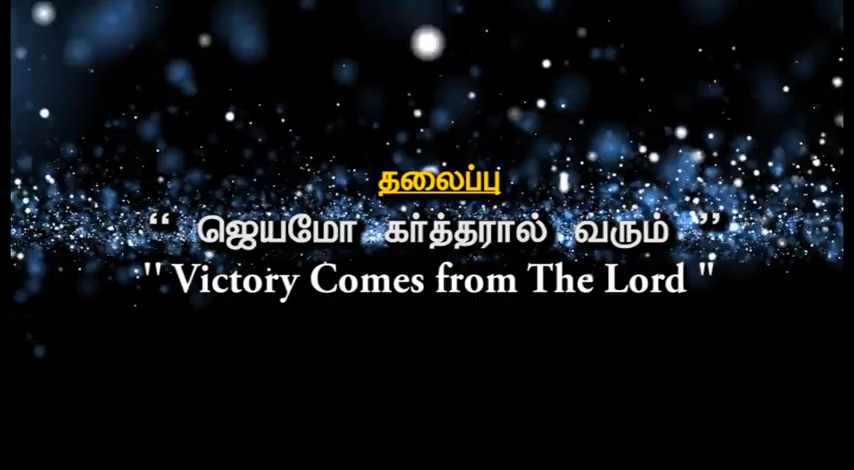 தலைப்பு
“ ஜெயமோ கர்த்தரால் வரும் ”
" Victory Comes from The Lord "